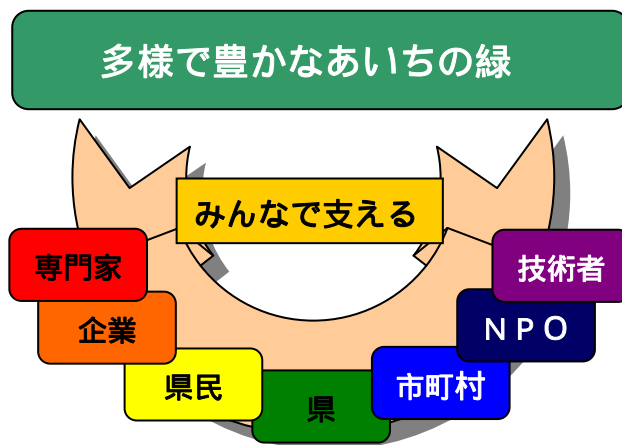 多様で豊かなあいちの緑
みんなで支える
専門家
技術者
企業
ＮＰＯ
県民
市町村
県